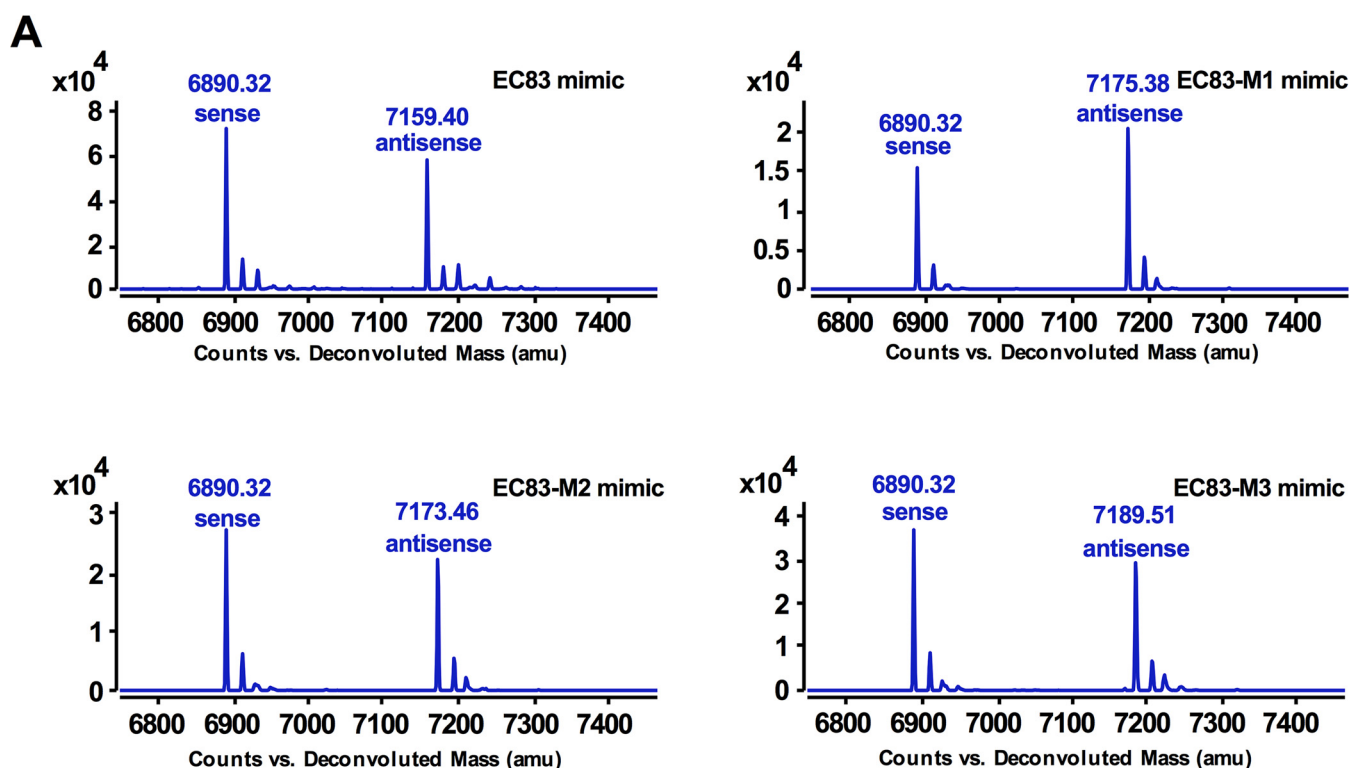 A
x10^4
6890.32
sense
7159.40
antisense
EC83 mimic
8
6
4
2
0
6800 6900 7000 7100 7200 7300 7400
Counts vs. Deconvoluted Mass (amu)
x10^4
6890.32
sense
7175.38
antisense
EC83-M1 mimic
2
1.5
1
0.5
0
6800 6900 7000 7100 7200 7300 7400
Counts vs. Deconvoluted Mass (amu)
x10^4
6890.32
sense
7173.46
antisense
EC83-M2 mimic
3
2
1
0
6800 6900 7000 7100 7200 7300 7400
Counts vs. Deconvoluted Mass (amu)
x10^4
6890.32
sense
7189.51
antisense
EC83-M3 mimic
4
3
2
1
0
6800 6900 7000 7100 7200 7300 7400
Counts vs. Deconvoluted Mass (amu)